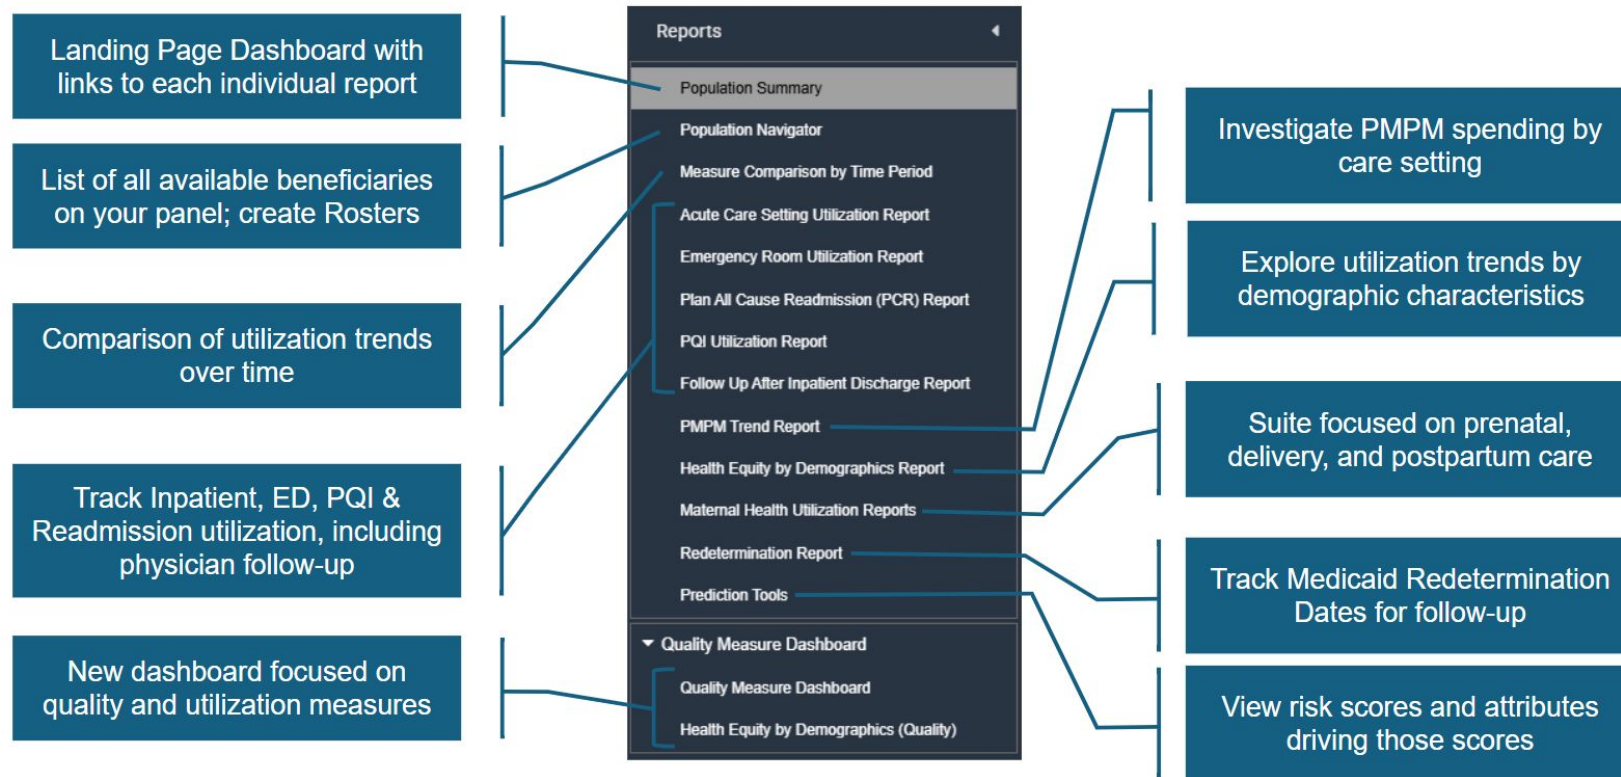 Landing Page Dashboard with
links to each individual report
List of all available beneficiaries
on your panel; create Rosters
Comparison of utilization trends
over time
Track Inpatient, ED, PQI &
Readmission utilization, including
physician follow-up
New dashboard focused on
quality and utilization measures
Reports
Population Summary
Population Navigator
Measure Comparison by Time Period
Acute Care Setting Utilization Report
Emergency Room Utilization Report
Plan All Cause Readmission (PCR) Report
PQI Utilization Report
Follow Up After Inpatient Discharge Report
PMPM Trend Report
Health Equity by Demographics Report
Maternal Health Utilization Reports
Redetermination Report
Prediction Tools
Quality Measure Dashboard
Quality Measure Dashboard
Health Equity by Demographics (Quality)
Investigate PMPM spending by
care setting
Explore utilization trends by
demographic characteristics
Suite focused on prenatal,
delivery, and postpartum care
Track Medicaid Redetermination
Dates for follow-up
View risk scores and attributes
driving those scores